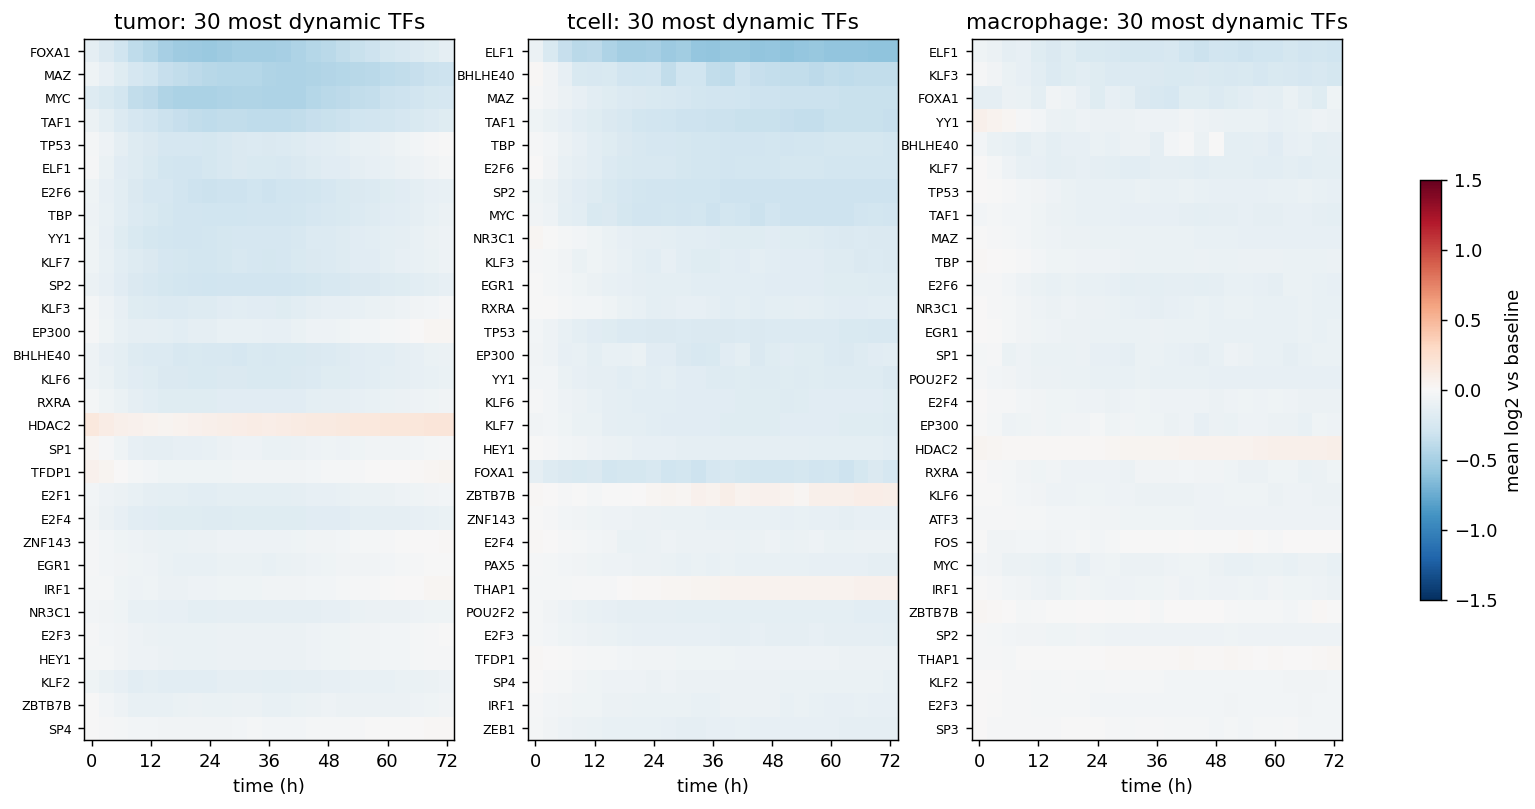 tumor: 30 most dynamic TFs
FOXA1
MAZ
MYC
TAF1
TP53
ELF1
E2F6
TBP
YY1
KLF7
SP2
KLF3
EP300
BHLHE40
KLF6
RXRA
HDAC2
SP1
TFDP1
E2F1
E2F4
ZNF143
EGR1
IRF1
NR3C1
E2F3
HEY1
KLF2
ZBTB7B
SP4
0 12 24 36 48 60 72
time (h)
tcell: 30 most dynamic TFs
ELF1
BHLHE40
MAZ
TAF1
TBP
E2F6
SP2
MYC
NR3C1
KLF3
EGR1
RXRA
TP53
EP300
YY1
KLF6
KLF7
HEY1
FOXA1
ZBTB7B
ZNF143
E2F4
PAX5
THAP1
POU2F2
E2F3
TFDP1
SP4
IRF1
ZEB1
0 12 24 36 48 60 72
time (h)
macrophage: 30 most dynamic TFs
ELF1
KLF3
FOXA1
YY1
BHLHE40
KLF7
TP53
TAF1
MAZ
TBP
E2F6
NR3C1
EGR1
SP1
POU2F2
E2F4
EP300
HDAC2
RXRA
KLF6
ATF3
FOS
MYC
IRF1
ZBTB7B
SP2
THAP1
KLF2
E2F3
SP3
0 12 24 36 48 60 72
time (h)
1.5
1.0
0.5
0.0
−0.5
−1.0
−1.5
mean log2 vs baseline